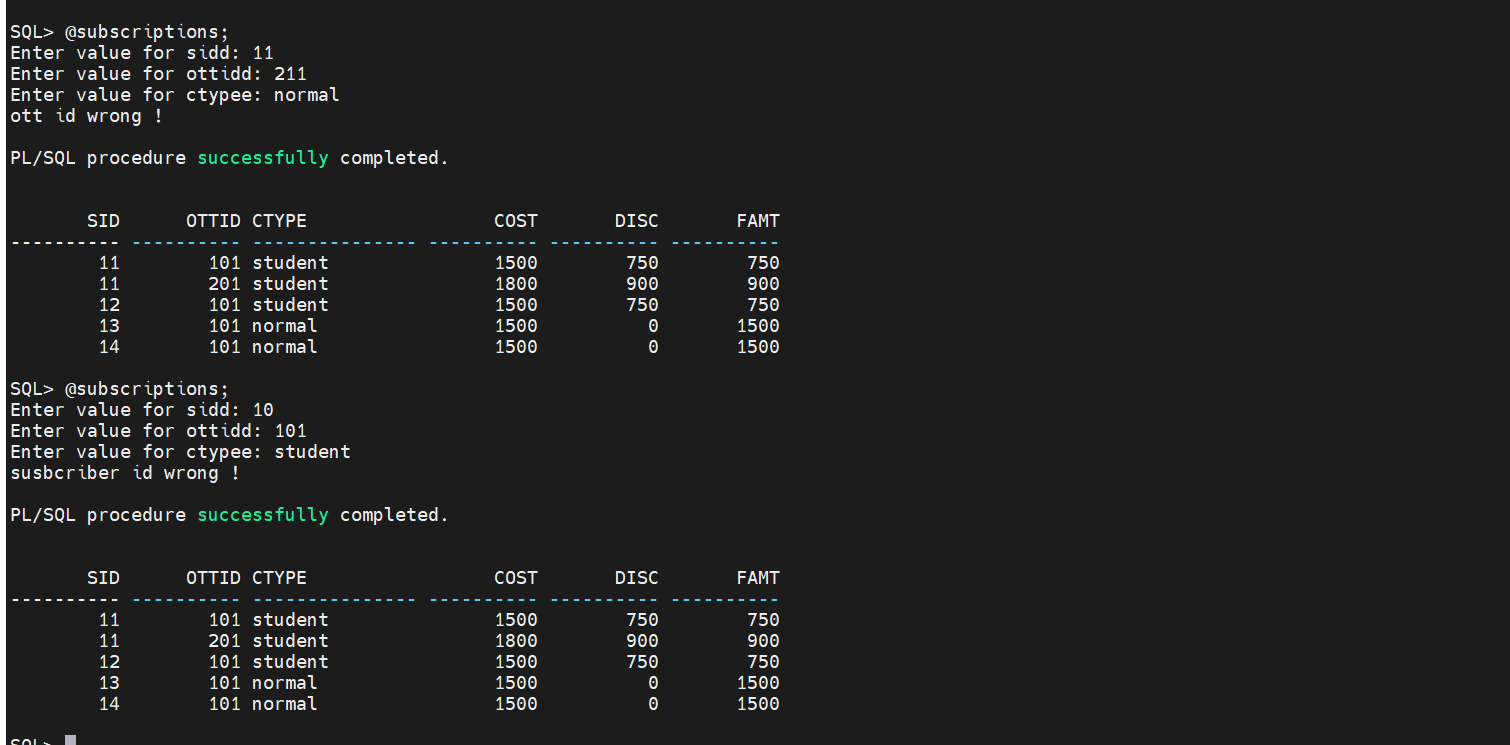 SQL> @subscriptions;
Enter value for sidd: 11
Enter value for ottidd: 211
Enter value for ctypee: normal
ott id wrong !
PL/SQL procedure successfully completed.
SID OTTID CTYPE COST DISC FAMT
---------- ---------- --------------- ---------- ---------- ----------
11 101 student 1500 750 750
11 201 student 1800 900 900
12 101 student 1500 750 750
13 101 normal 1500 0 1500
14 101 normal 1500 0 1500
SQL> @subscriptions;
Enter value for sidd: 10
Enter value for ottidd: 101
Enter value for ctypee: student
susbcriber id wrong !
PL/SQL procedure successfully completed.
SID OTTID CTYPE COST DISC FAMT
---------- ---------- --------------- ---------- ---------- ----------
11 101 student 1500 750 750
11 201 student 1800 900 900
12 101 student 1500 750 750
13 101 normal 1500 0 1500
14 101 normal 1500 0 1500
SQL>